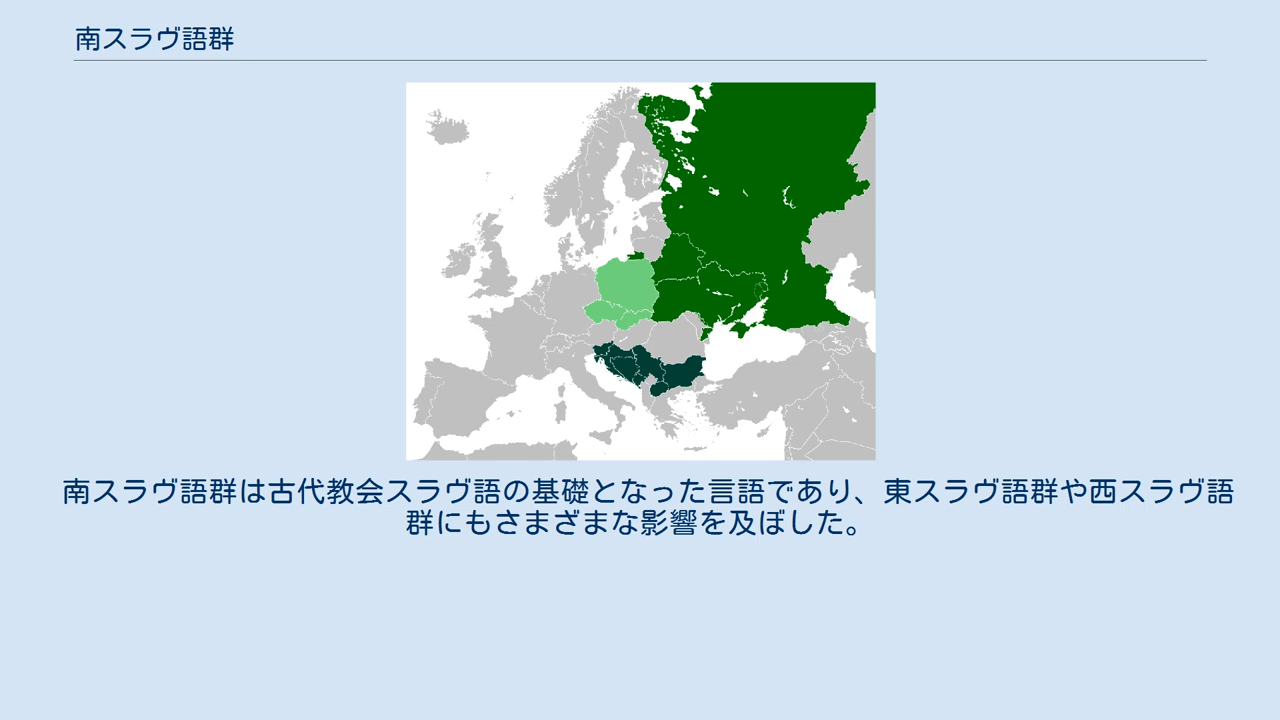 南スラヴ語群
南スラヴ語群は古代教会スラヴ語の基礎となった言語であり、東スラヴ語群や西スラヴ語
群にもさまざまな影響を及ぼした。